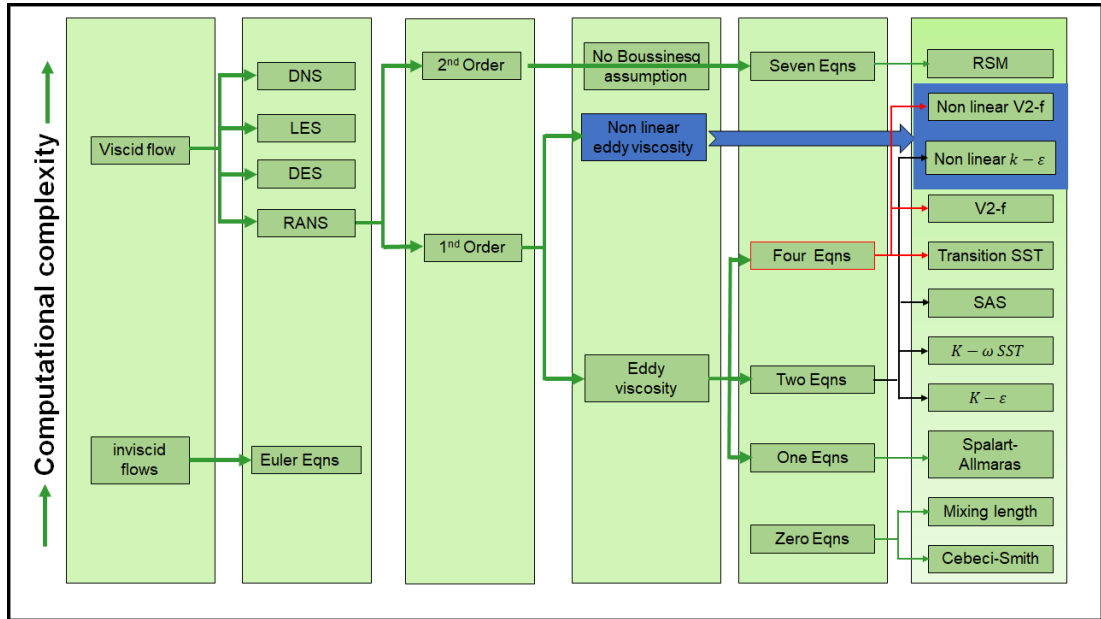 Computational complexity
Viscid flow
inviscid
flows
DNS
LES
DES
RANS
Euler Eqns
2nd Order
1st Order
No Boussinesq
assumption
Non linear
eddy viscosity
Eddy
viscosity
Seven Eqns
Four Eqns
Two Eqns
One Eqns
Zero Eqns
RSM
Non linear V2-f
Non linear k − ε
V2-f
Transition SST
SAS
K − ω SST
K − ε
Spalart-
Allmaras
Mixing length
Cebeci-Smith